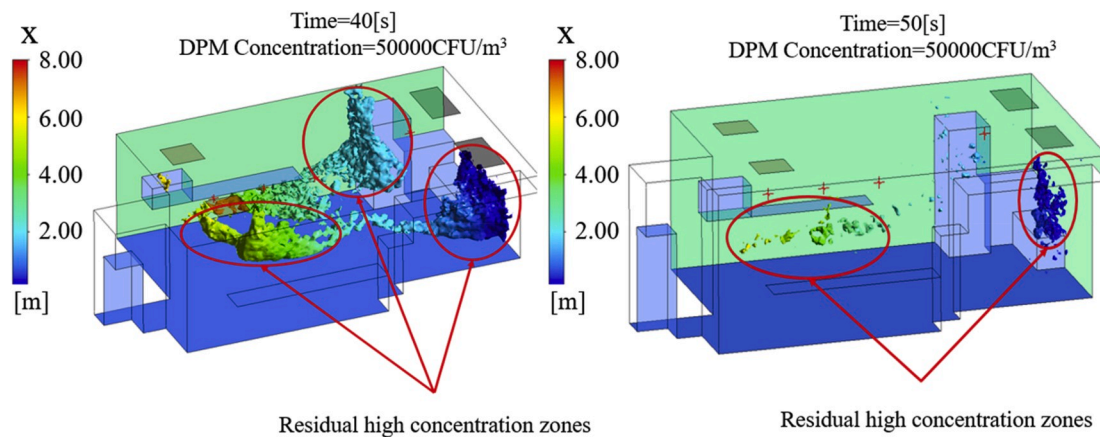 Time=40[s]
DPM Concentration=50000CFU/m³
X
8.00
6.00
4.00
2.00
[m]
Residual high concentration zones
Time=50[s]
DPM Concentration=50000CFU/m³
X
8.00
6.00
4.00
2.00
[m]
Residual high concentration zones